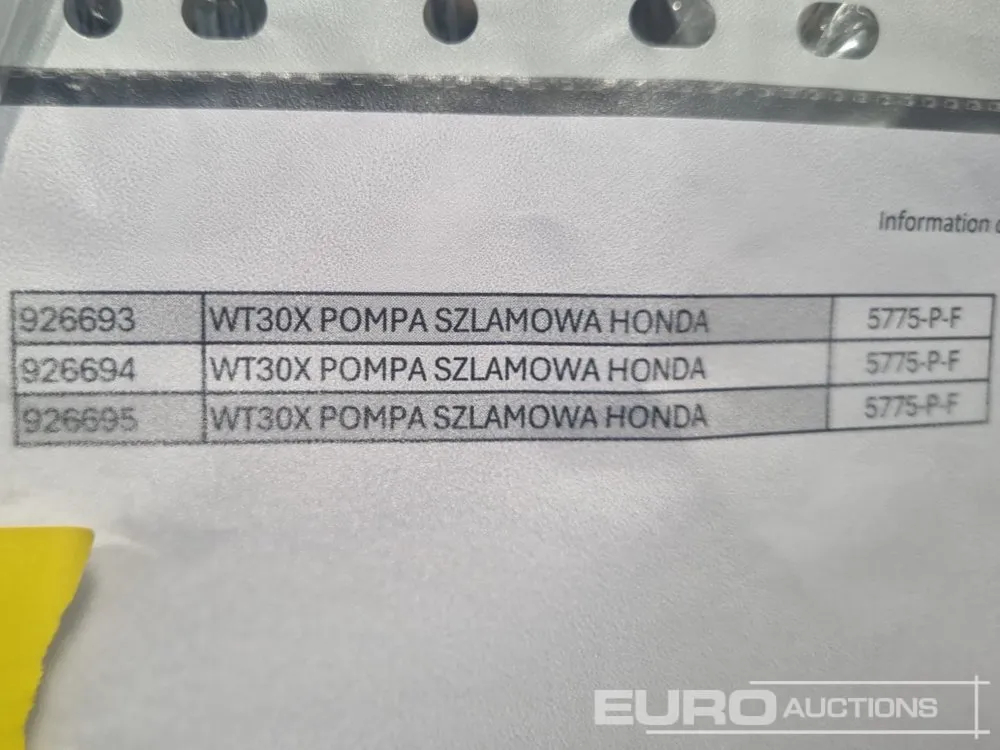 Information
926693 WT30X POMPA SZLAMOWA HONDA 5775-P-F
926694 WT30X POMPA SZLAMOWA HONDA 5775-P-F
926695 WT30X POMPA SZLAMOWA HONDA 5775-P-F
EURO AUCTIONS